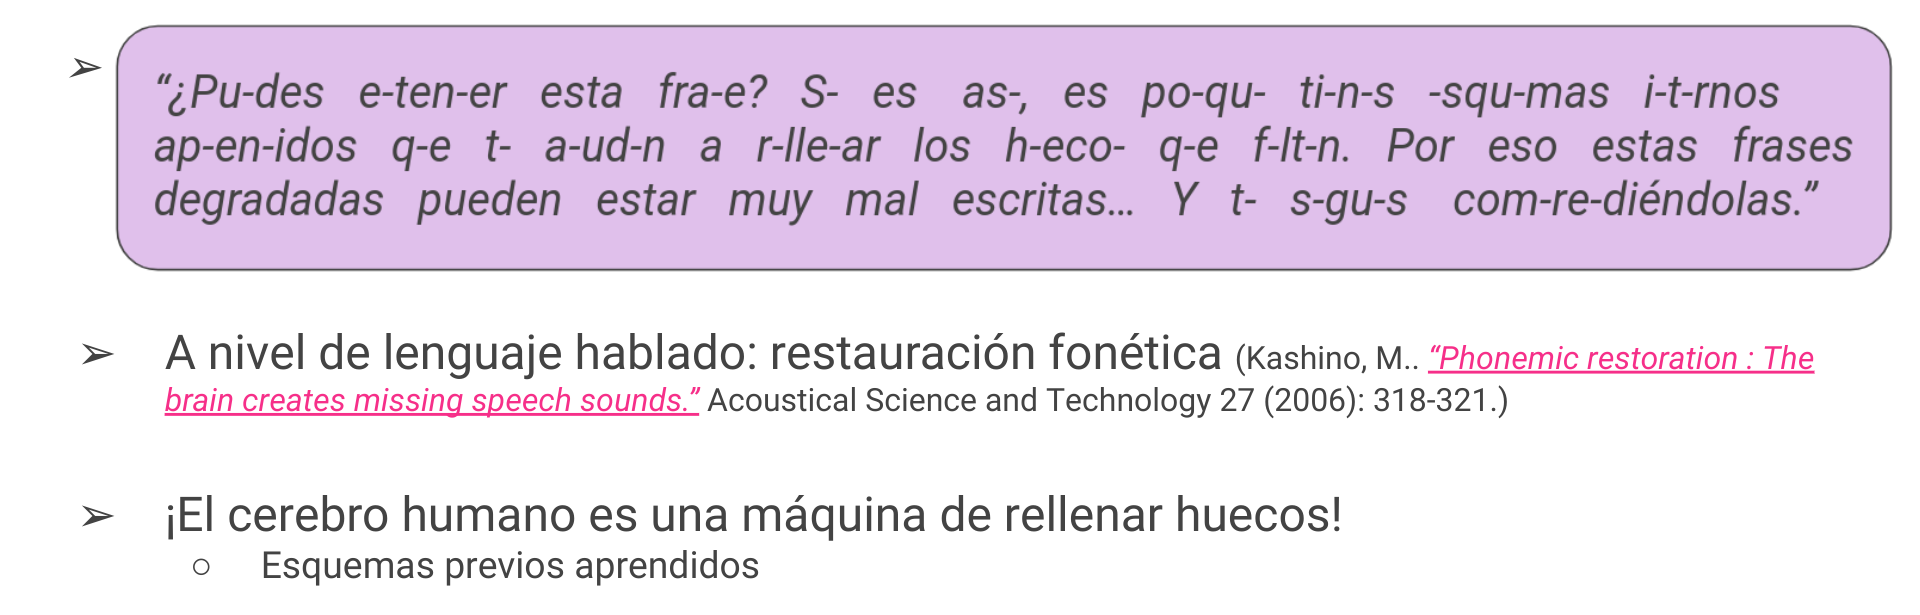 ➢ “¿Pu-des e-ten-er esta fra-e? S- es as-, es po-qu- ti-n-s -squ-mas i-t-rnos
ap-en-idos q-e t- a-ud-n a r-lle-ar los h-eco- q-e f-lt-n. Por eso estas frases
degradadas pueden estar muy mal escritas... Y t- s-gu-s com-re-diéndolas.”
➢ A nivel de lenguaje hablado: restauración fonética (Kashino, M.. “Phonemic restoration : The
brain creates missing speech sounds.” Acoustical Science and Technology 27 (2006): 318-321.)
➢ ¡El cerebro humano es una máquina de rellenar huecos!
○ Esquemas previos aprendidos